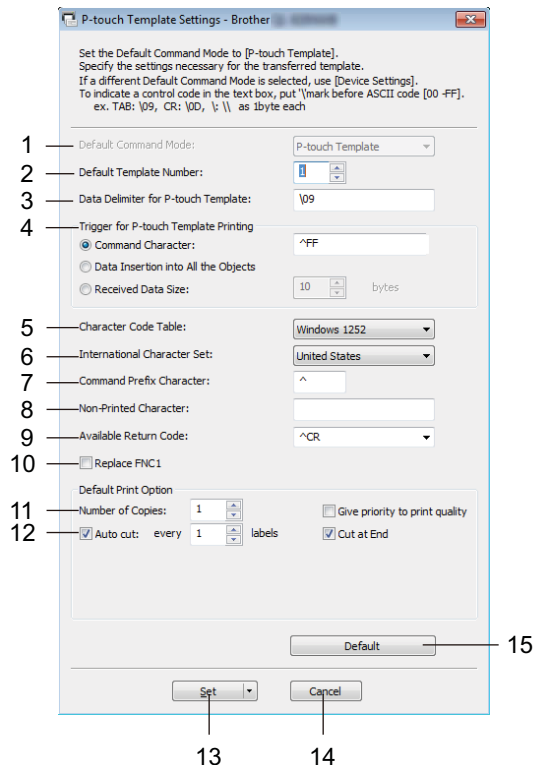 P-touch Template Settings - Brother
Set the Default Command Mode to [P-touch Template].
Specify the settings necessary for the transferred template.
If a different Default Command Mode is selected, use [Device Settings].
To indicate a control code in the text box, put '\'mark before ASCII code [00 -FF].
ex. TAB: \09, CR: \0D, \: \\ as 1byte each
1 Default Command Mode: P-touch Template
2 Default Template Number: 1
3 Data Delimiter for P-touch Template: \09
4 Trigger for P-touch Template Printing
Command Character: ^FF
Data Insertion into All the Objects
Received Data Size: 10 bytes
5 Character Code Table: Windows 1252
6 International Character Set: United States
7 Command Prefix Character: ^
8 Non-Printed Character:
9 Available Return Code: ^CR
10 Replace FNC1
Default Print Option
11 Number of Copies: 1 Give priority to print quality
12 Auto cut: every 1 labels Cut at End
Default 15
Set Cancel
13 14